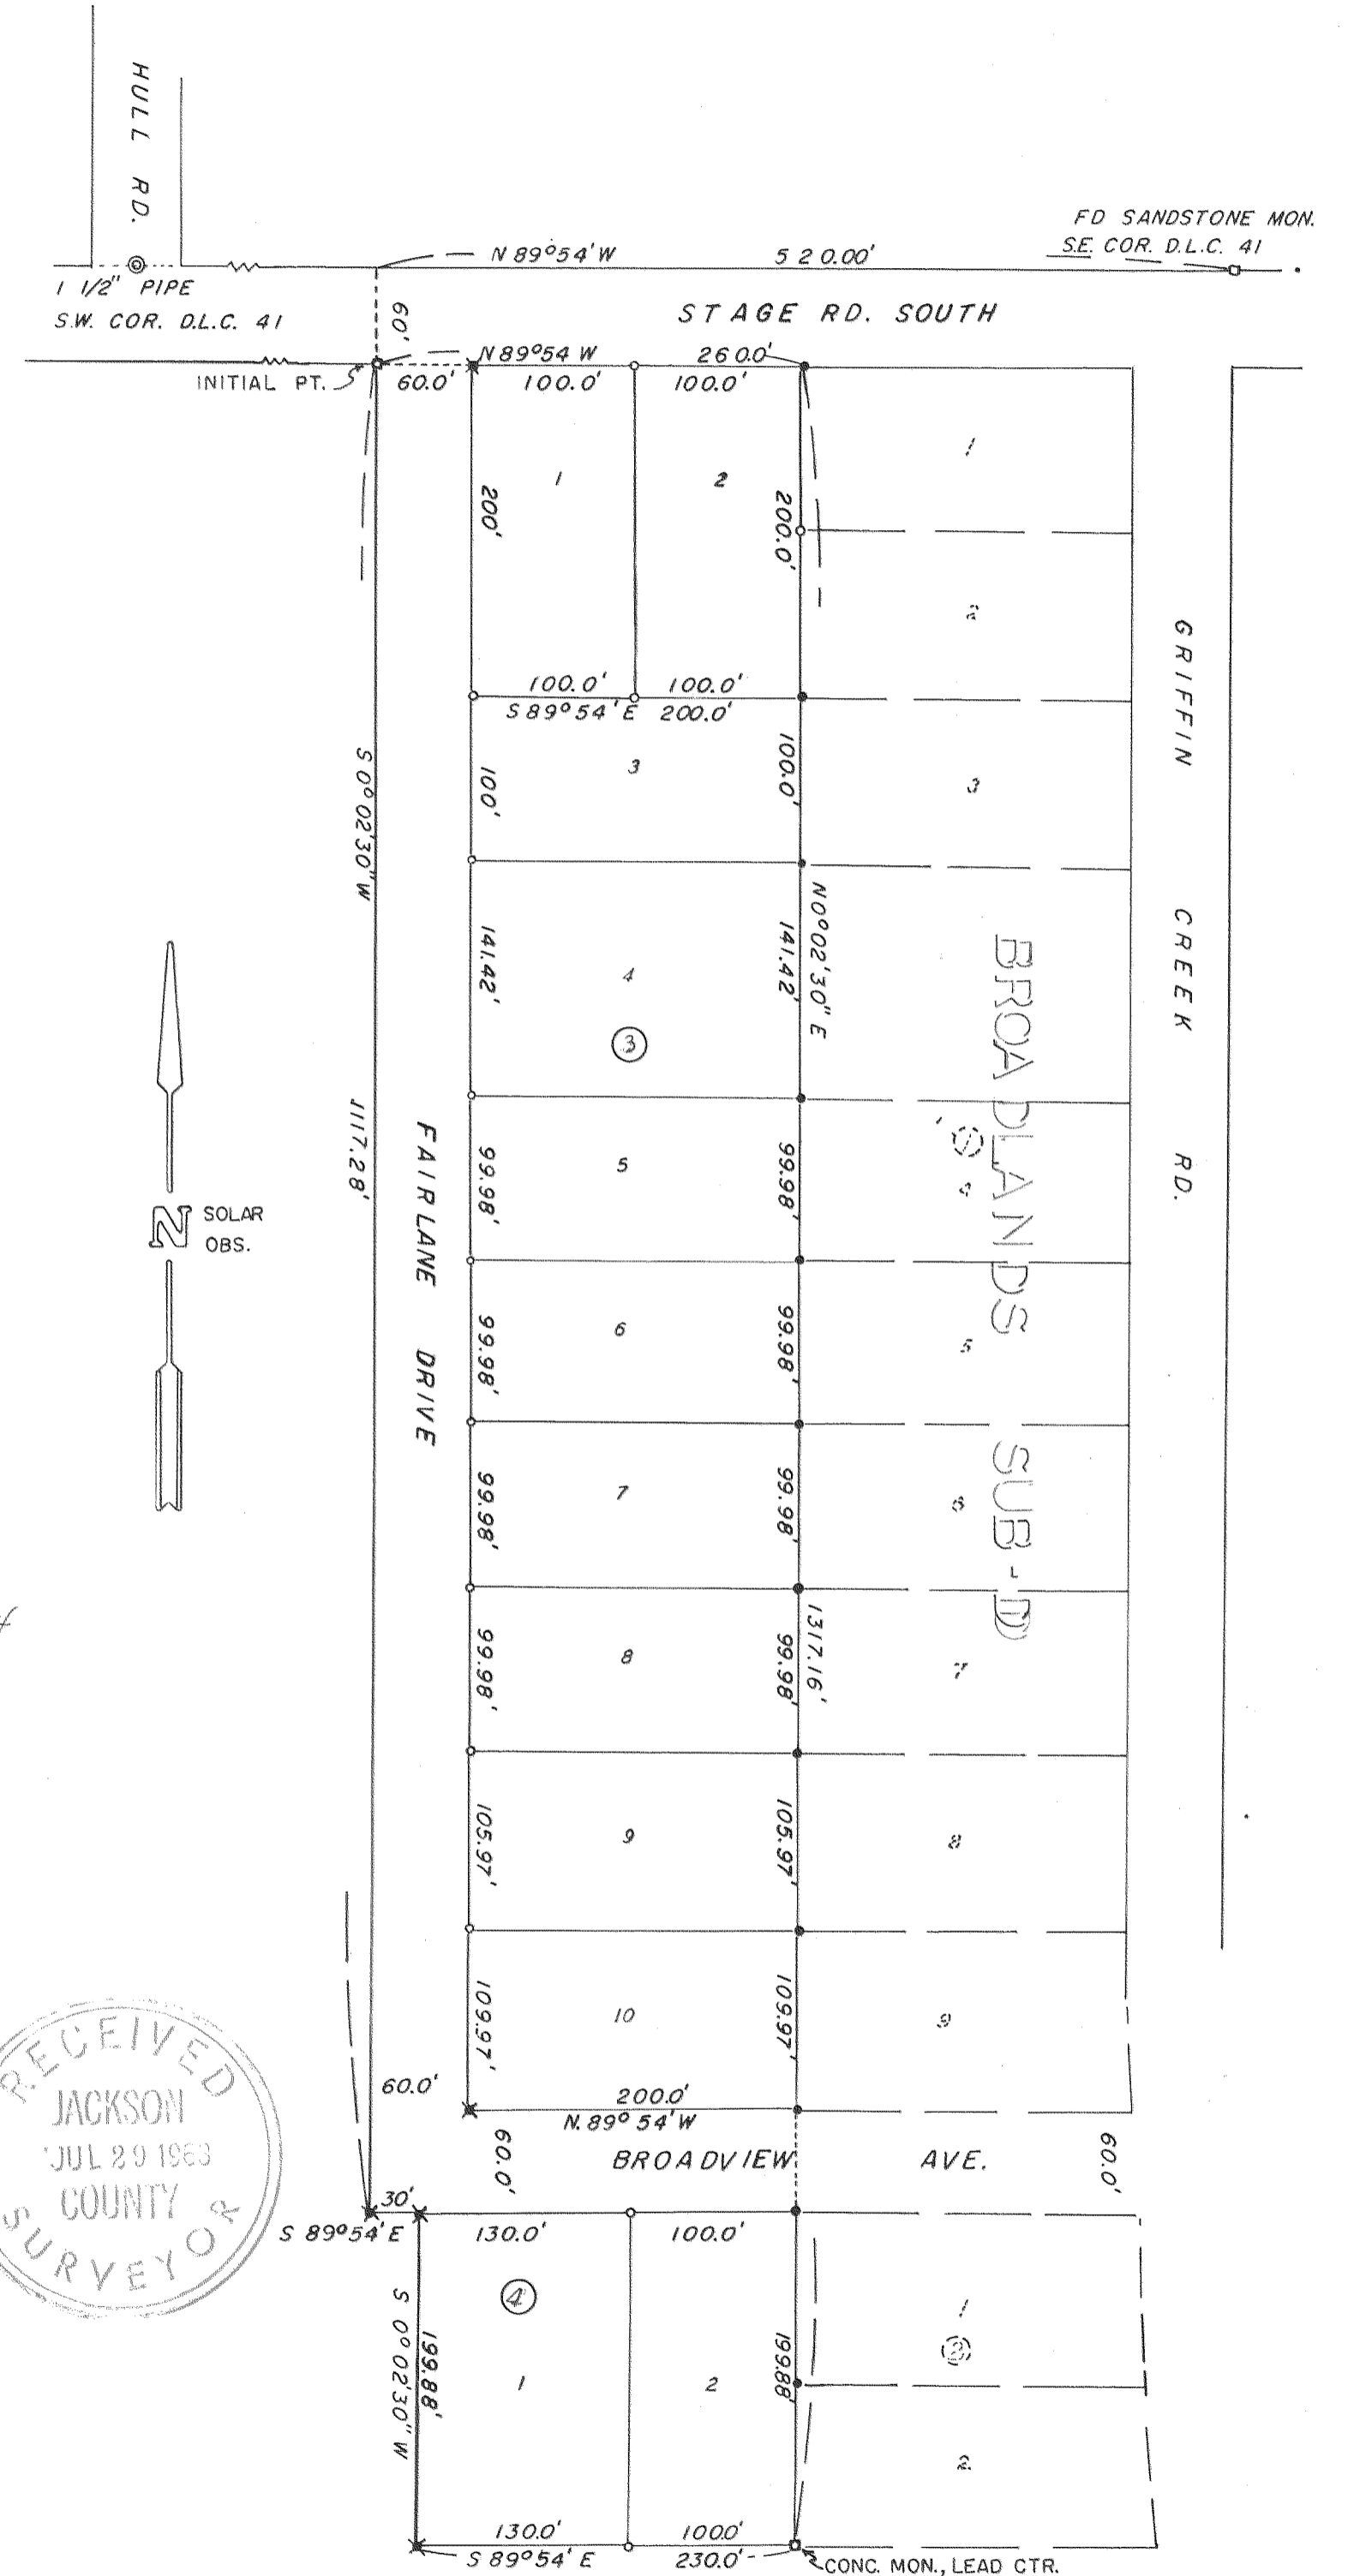 HULL RD.
FD SANDSTONE MON.
S.E. COR. D.L.C. 41
N 89°54' W 520.00'
1 1/2" PIPE
S.W. COR. D.L.C. 41
60'
STAGE RD. SOUTH
N 89°54 W 260.0'
INITIAL PT.
60.0' 100.0' 100.0'
1
1
2
200'
200.0'
2
GRIFFIN CREEK RD.
100.0' 100.0'
S 89°54' E 200.0'
3
3
100'
100.0'
S 0°02'30" W
1117.28'
N 0°02'30" E
1317.16'
141.42'
4
141.42'
3
BROADLANDS SUB-D
1
4
FAIRLANE DRIVE
99.98'
5
99.98'
N SOLAR
OBS.
99.98'
6
99.98'
5
99.98'
7
99.98'
6
99.98'
8
99.98'
7
105.97'
9
105.97'
8
109.97'
10
109.97'
9
60.0'
200.0'
N. 89° 54' W
60.0'
BROADVIEW AVE.
60.0'
RECEIVED
JACKSON
JUL 29 1963
COUNTY
SURVEYOR
30'
S 89°54' E 130.0' 100.0'
4
1
2
S 0°02'30" W
199.88'
1
2
199.88'
2
130.0' 100.0'
S 89°54' E 230.0'
CONC. MON., LEAD CTR.